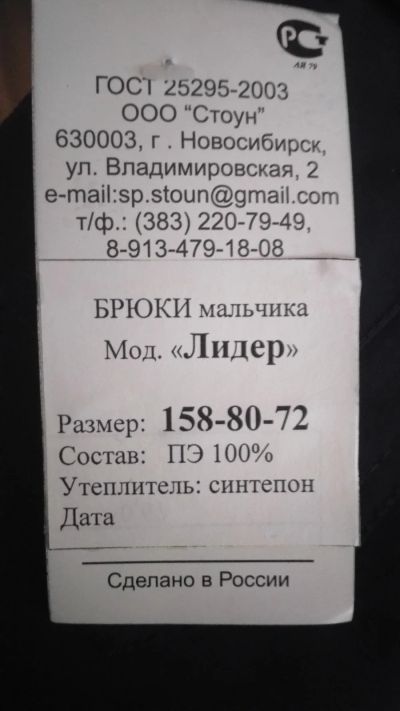 РСТ
АЯ 79
ГОСТ 25295-2003
ООО "Стоун"
630003, г . Новосибирск,
ул. Владимировская, 2
e-mail:sp.stoun@gmail.com
т/ф.: (383) 220-79-49,
8-913-479-18-08
БРЮКИ мальчика
Мод. «Лидер»
Размер: 158-80-72
Состав: ПЭ 100%
Утеплитель: синтепон
Дата
Сделано в России